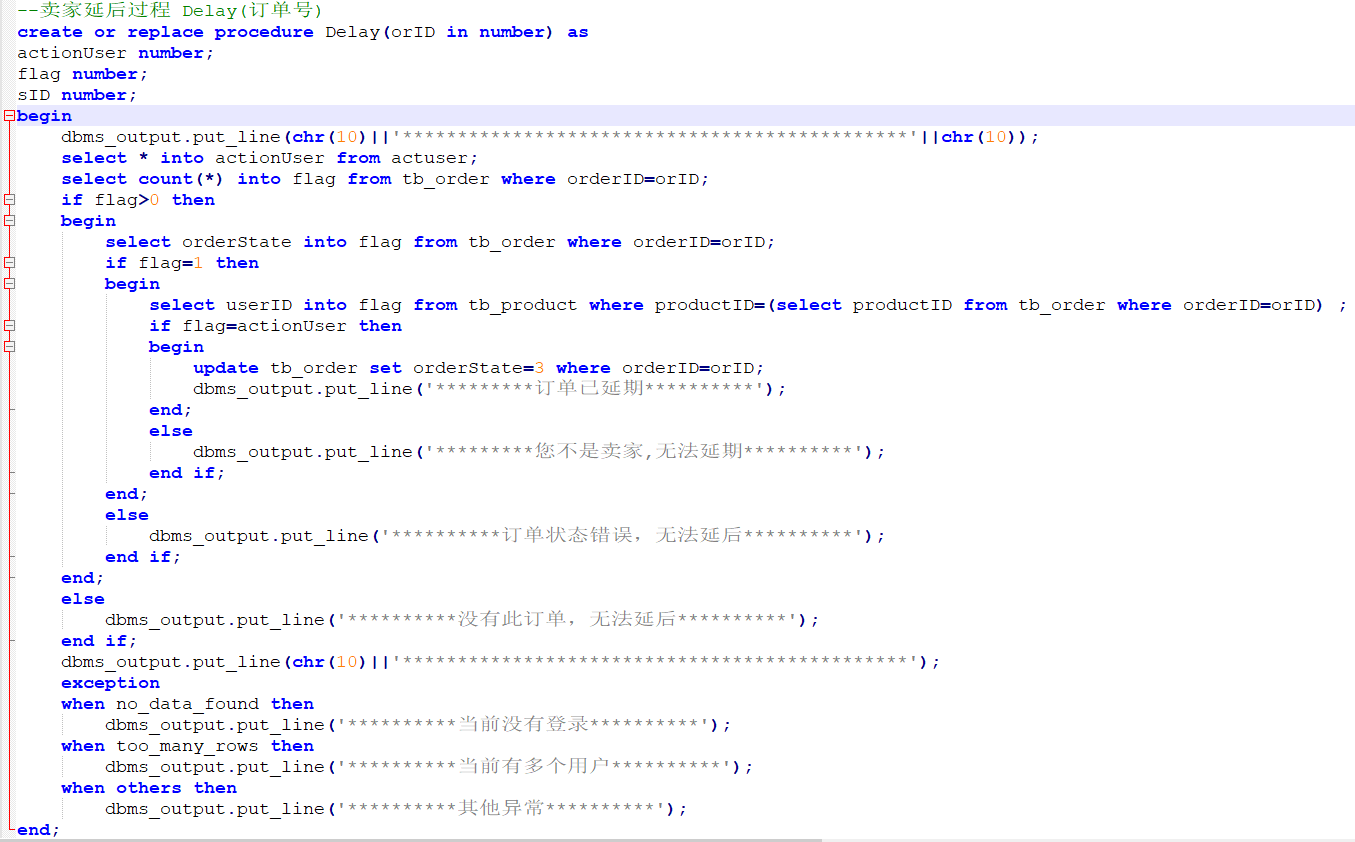 --卖家延后过程 Delay(订单号)
create or replace procedure Delay(orID in number) as
actionUser number;
flag number;
sID number;
begin
    dbms_output.put_line(chr(10)||'**********************************************'||chr(10));
    select * into actionUser from actuser;
    select count(*) into flag from tb_order where orderID=orID;
    if flag>0 then
    begin
        select orderState into flag from tb_order where orderID=orID;
        if flag=1 then
        begin
            select userID into flag from tb_product where productID=(select productID from tb_order where orderID=orID) ;
            if flag=actionUser then
            begin
                update tb_order set orderState=3 where orderID=orID;
                dbms_output.put_line('*********订单已延期**********');
            end;
            else
                dbms_output.put_line('*********您不是卖家,无法延期**********');
            end if;
        end;
        else
            dbms_output.put_line('**********订单状态错误，无法延后**********');
        end if;
    end;
    else
        dbms_output.put_line('**********没有此订单，无法延后**********');
    end if;
    dbms_output.put_line(chr(10)||'**********************************************');
    exception
    when no_data_found then
        dbms_output.put_line('**********当前没有登录**********');
    when too_many_rows then
        dbms_output.put_line('**********当前有多个用户**********');
    when others then
        dbms_output.put_line('**********其他异常**********');
end;